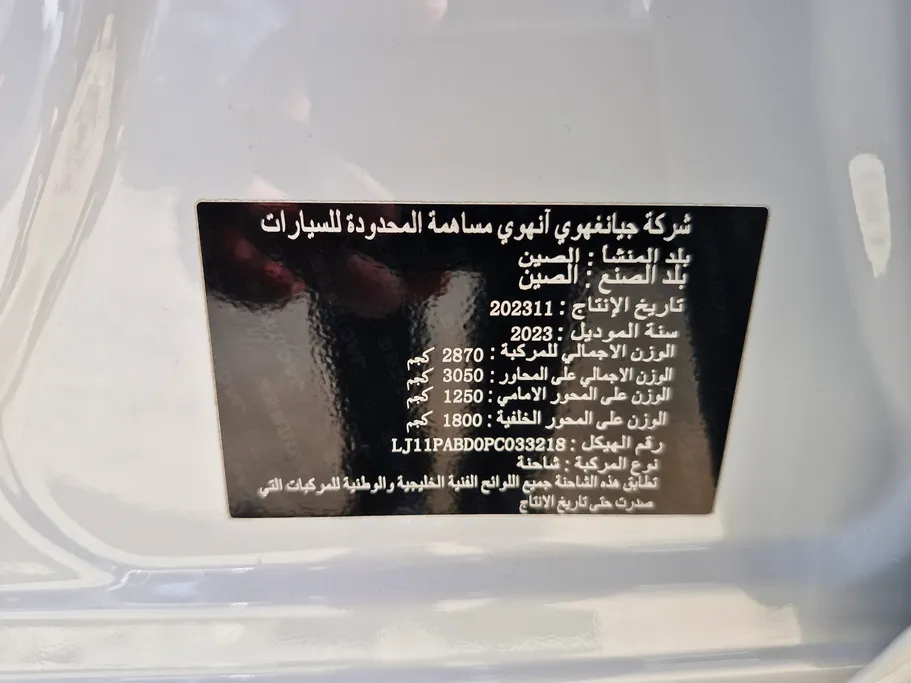 شركة جيانغهوي آنهوي مساهمة المحدودة للسيارات
بلد المنشأ : الصين
بلد الصنع : الصين
تاريخ الإنتاج : 202311
سنة الموديل : 2023
الوزن الاجمالي للمركبة : 2870 كجم
الوزن الاجمالي على المحاور : 3050 كجم
الوزن على المحور الامامي : 1250 كجم
الوزن على المحور الخلفية : 1800 كجم
رقم الهيكل : LJ11PABD0PC033218
نوع المركبة : شاحنة
تطابق هذه الشاحنة جميع اللوائح الفنية الخليجية و الوطنية للمركبات التي
صدرت حتى تاريخ الإنتاج